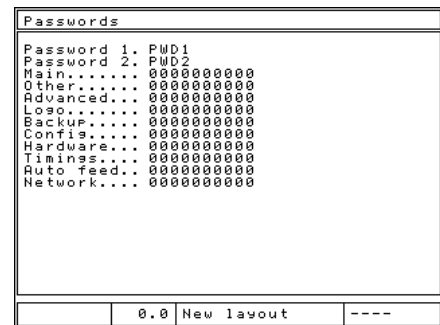 Passwords
Password 1. PWD1
Password 2. PWD2
Main....... 0000000000
Other...... 0000000000
Advanced... 0000000000
Logo....... 0000000000
Backup..... 0000000000
Config..... 0000000000
Hardware... 0000000000
Timings.... 0000000000
Auto feed.. 0000000000
Network.... 0000000000
0.0 New layout ----